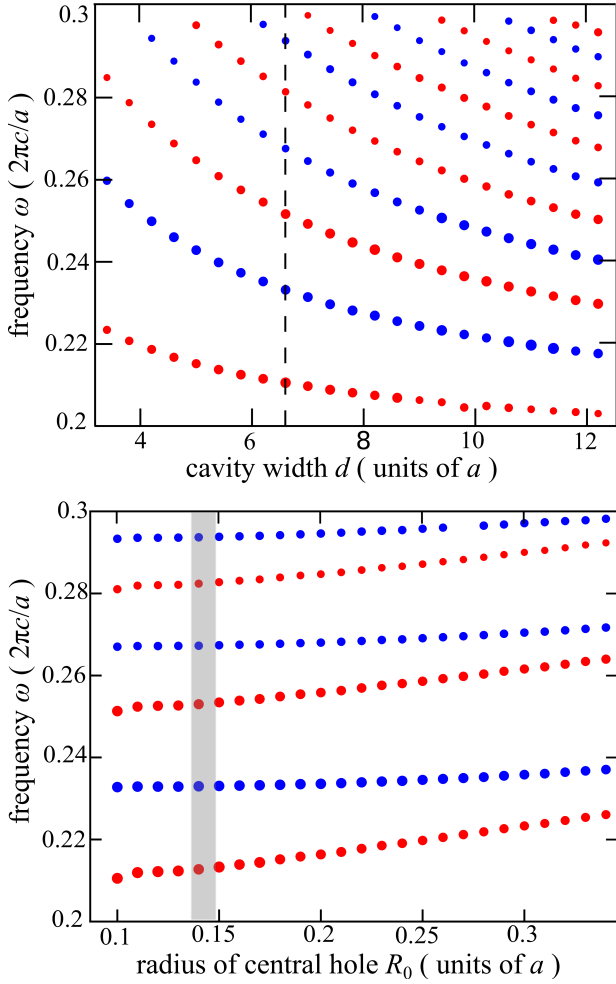 0.3
0.28
0.26
0.24
0.22
0.2
frequency ω ( 2πc/a )
4 6 8 10 12
cavity width d ( units of a )
0.3
0.28
0.26
0.24
0.22
0.2
frequency ω ( 2πc/a )
0.1 0.15 0.2 0.25 0.3
radius of central hole R₀ ( units of a )